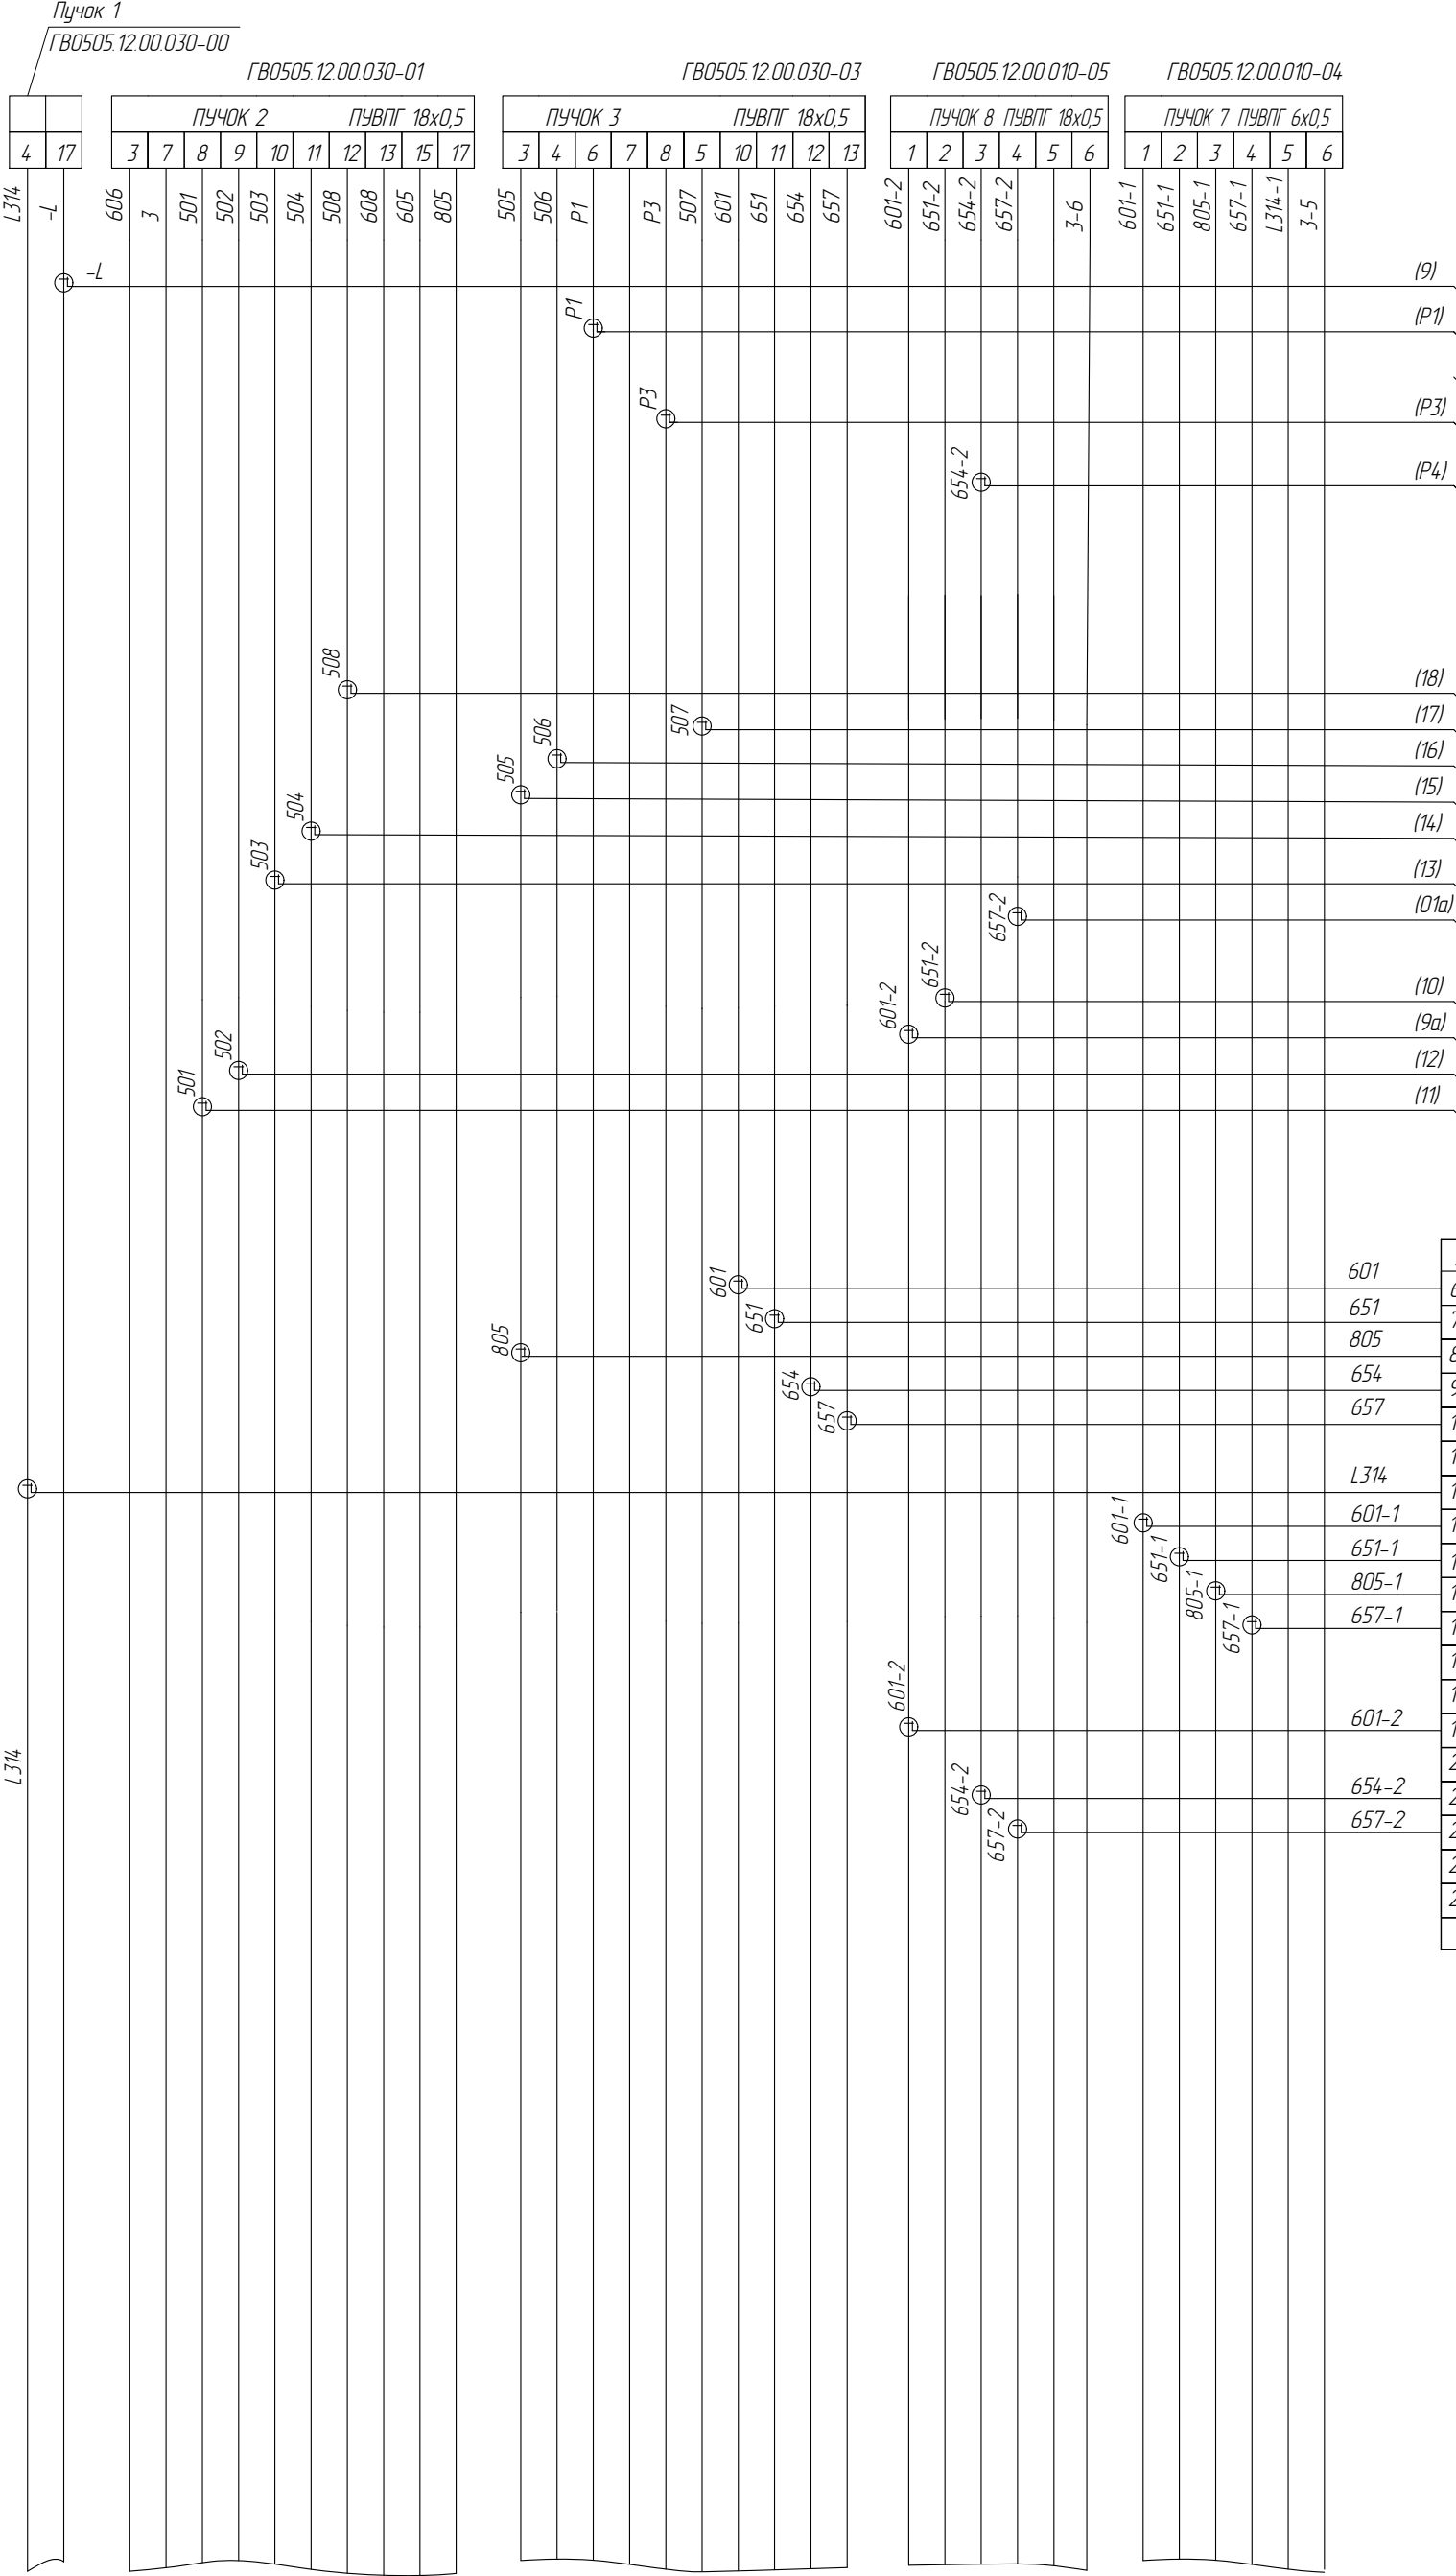 Пучок 1
ГВ0505.12.00.030-00
ГВ0505.12.00.030-01 ГВ0505.12.00.030-03 ГВ0505.12.00.010-05 ГВ0505.12.00.010-04
ПУЧОК 2 ПУВПГ 18х0,5 ПУЧОК 3 ПУВПГ 18х0,5 ПУЧОК 8 ПУВПГ 18х0,5 ПУЧОК 7 ПУВПГ 6х0,5
4 17 3 7 8 9 10 11 12 13 15 17 3 4 6 7 8 5 10 11 12 13 1 2 3 4 5 6 1 2 3 4 5 6
L314 -L 606 3 501 502 503 504 508 608 605 805 505 506 P1 P3 507 601 651 654 657 601-2 651-2 654-2 657-2 3-6 601-1 651-1 805-1 657-1 L314-1 3-5
-L (9)
P1 (P1)
P3 (P3)
654-2 (P4)
508 (18)
507 (17)
506 (16)
505 (15)
504 (14)
503 (13)
657-2 (01а)
651-2 (10)
601-2 (9а)
502 (12)
501 (11)
601 601
651 651
805 805
654 654
657 657
L314
601-1 601-1
651-1 651-1
805-1 805-1
657-1 657-1
601-2 601-2
L314
654-2 654-2
657-2 657-2